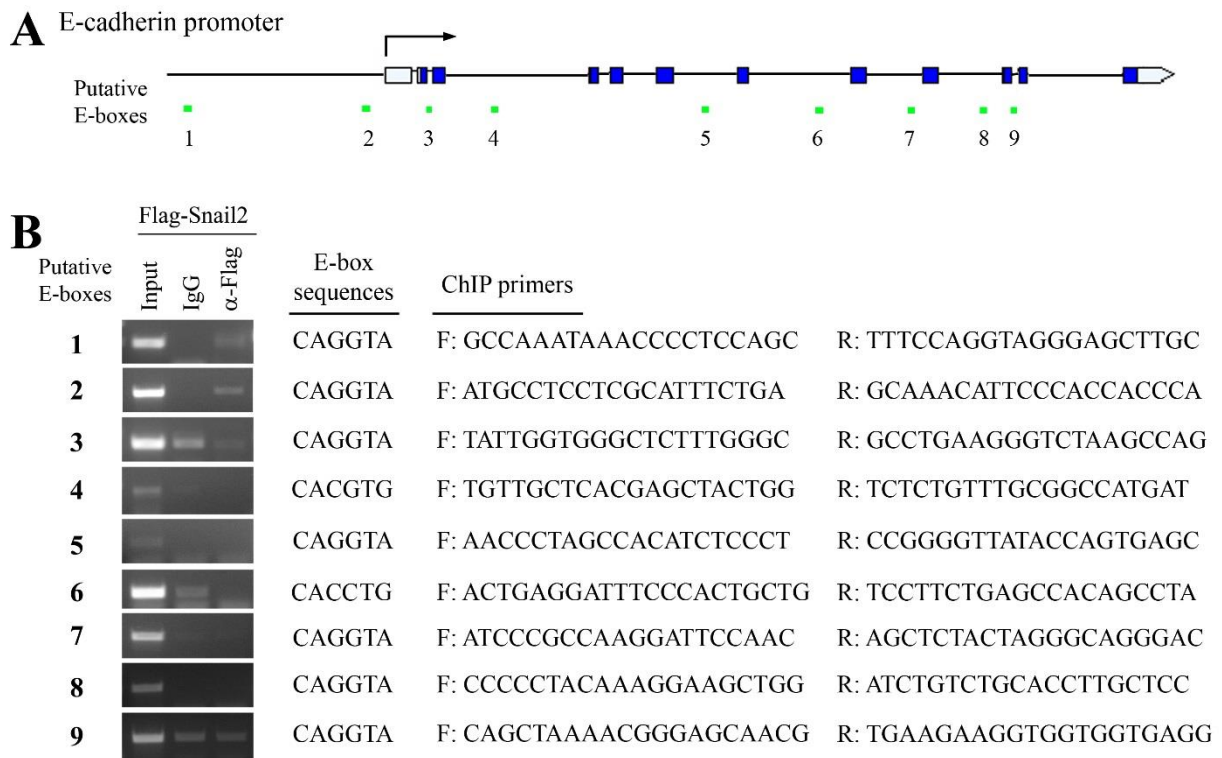 A E-cadherin promoter
Putative
E-boxes
1 2 3 4 5 6 7 8 9
B Flag-Snail2
Putative
E-boxes
Input IgG α-Flag
E-box
sequences
ChIP primers
1 CAGGTA F: GCCAAATAAACCCCTCCAGC R: TTTCCAGGTAGGGAGCTTGC
2 CAGGTA F: ATGCCTCCTCGCATTTCTGA R: GCAAACATTCCCACCACCCA
3 CAGGTA F: TATTGGTGGGCTCTTTGGGC R: GCCTGAAGGGTCTAAGCCAG
4 CACGTG F: TGTTGCTCACGAGCTACTGG R: TCTCTGTTTGCGGCCATGAT
5 CAGGTA F: AACCCTAGCCACATCTCCCT R: CCGGGGTTATACCAGTGAGC
6 CACCTG F: ACTGAGGATTTCCCACTGCTG R: TCCTTCTGAGCCACAGCCTA
7 CAGGTA F: ATCCCGCCAAGGATTCCAAC R: AGCTCTACTAGGGCAGGGAC
8 CAGGTA F: CCCCCTACAAAGGAAGCTGG R: ATCTGTCTGCACCTTGCTCC
9 CAGGTA F: CAGCTAAAACGGGAGCAACG R: TGAAGAAGGTGGTGGTGAGG